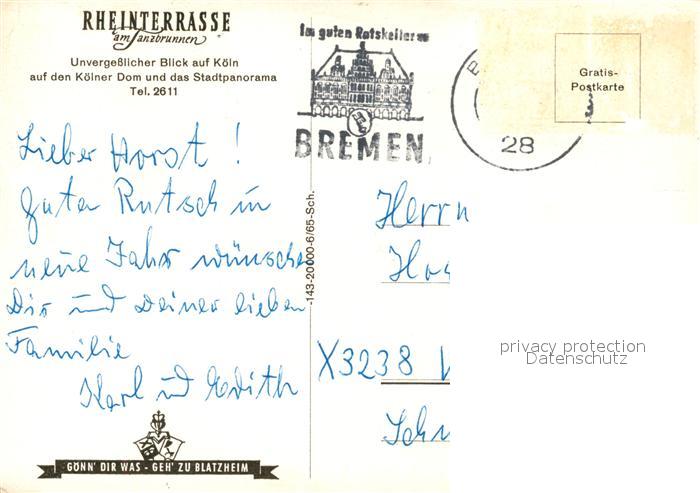 RHEINTERRASSE
am Tanzbrunnen
Unvergeßlicher Blick auf Köln
auf den Kölner Dom und das Stadtpanorama
Tel. 2611
Im guten Ratskeller zu
BREMEN
28
Gratis-
Postkarte
Lieber Horst!
Guten Rutsch in
neue Jahr wünschen
Dir und Deiner lieben
Familie
Karl und Edith
-143-20000-6/65-Sch.
Herrn
X3238
privacy protection
Datenschutz
GÖNN' DIR WAS - GEH' ZU BLATZHEIM